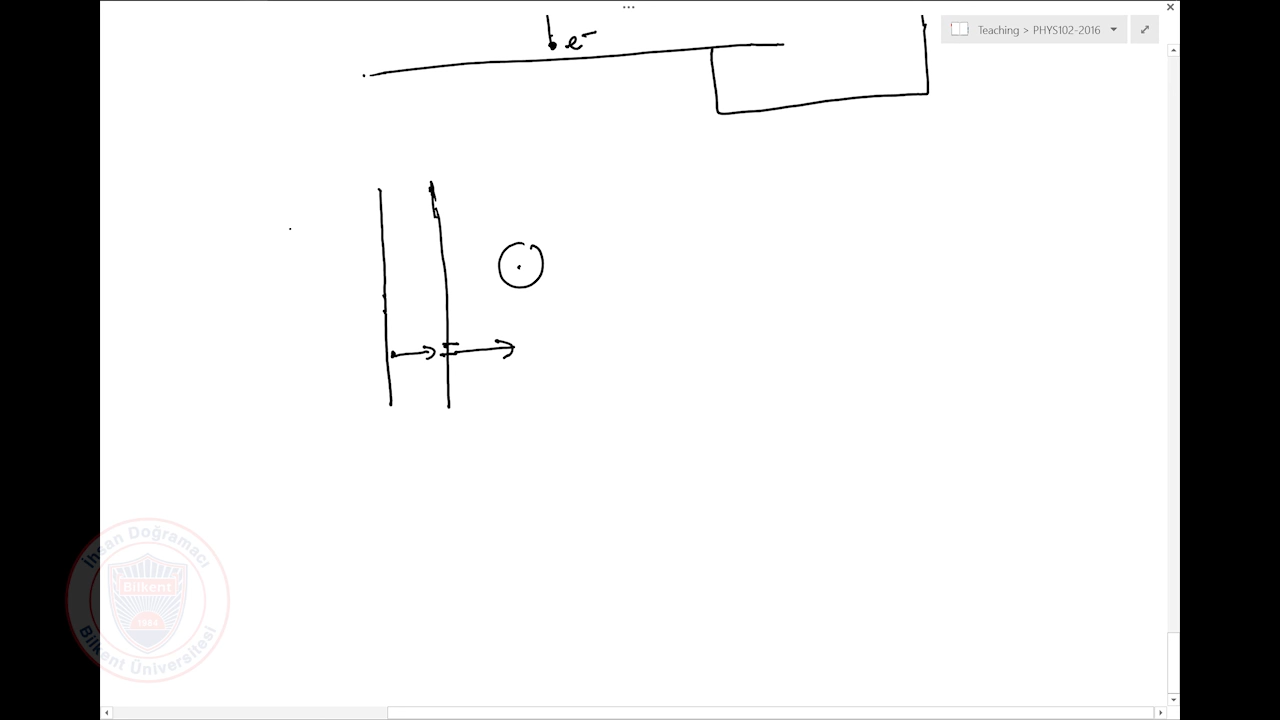 Teaching > PHYS102-2016
e⁻
İhsan Doğramacı
Bilkent
1984
Bilkent Üniversitesi